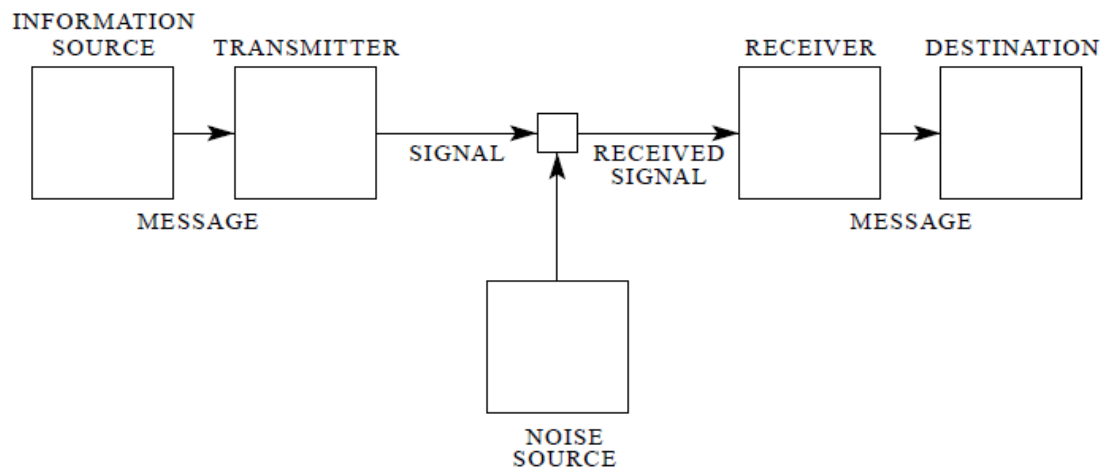 INFORMATION
SOURCE
TRANSMITTER
RECEIVER
DESTINATION
SIGNAL
RECEIVED
SIGNAL
MESSAGE
MESSAGE
NOISE
SOURCE